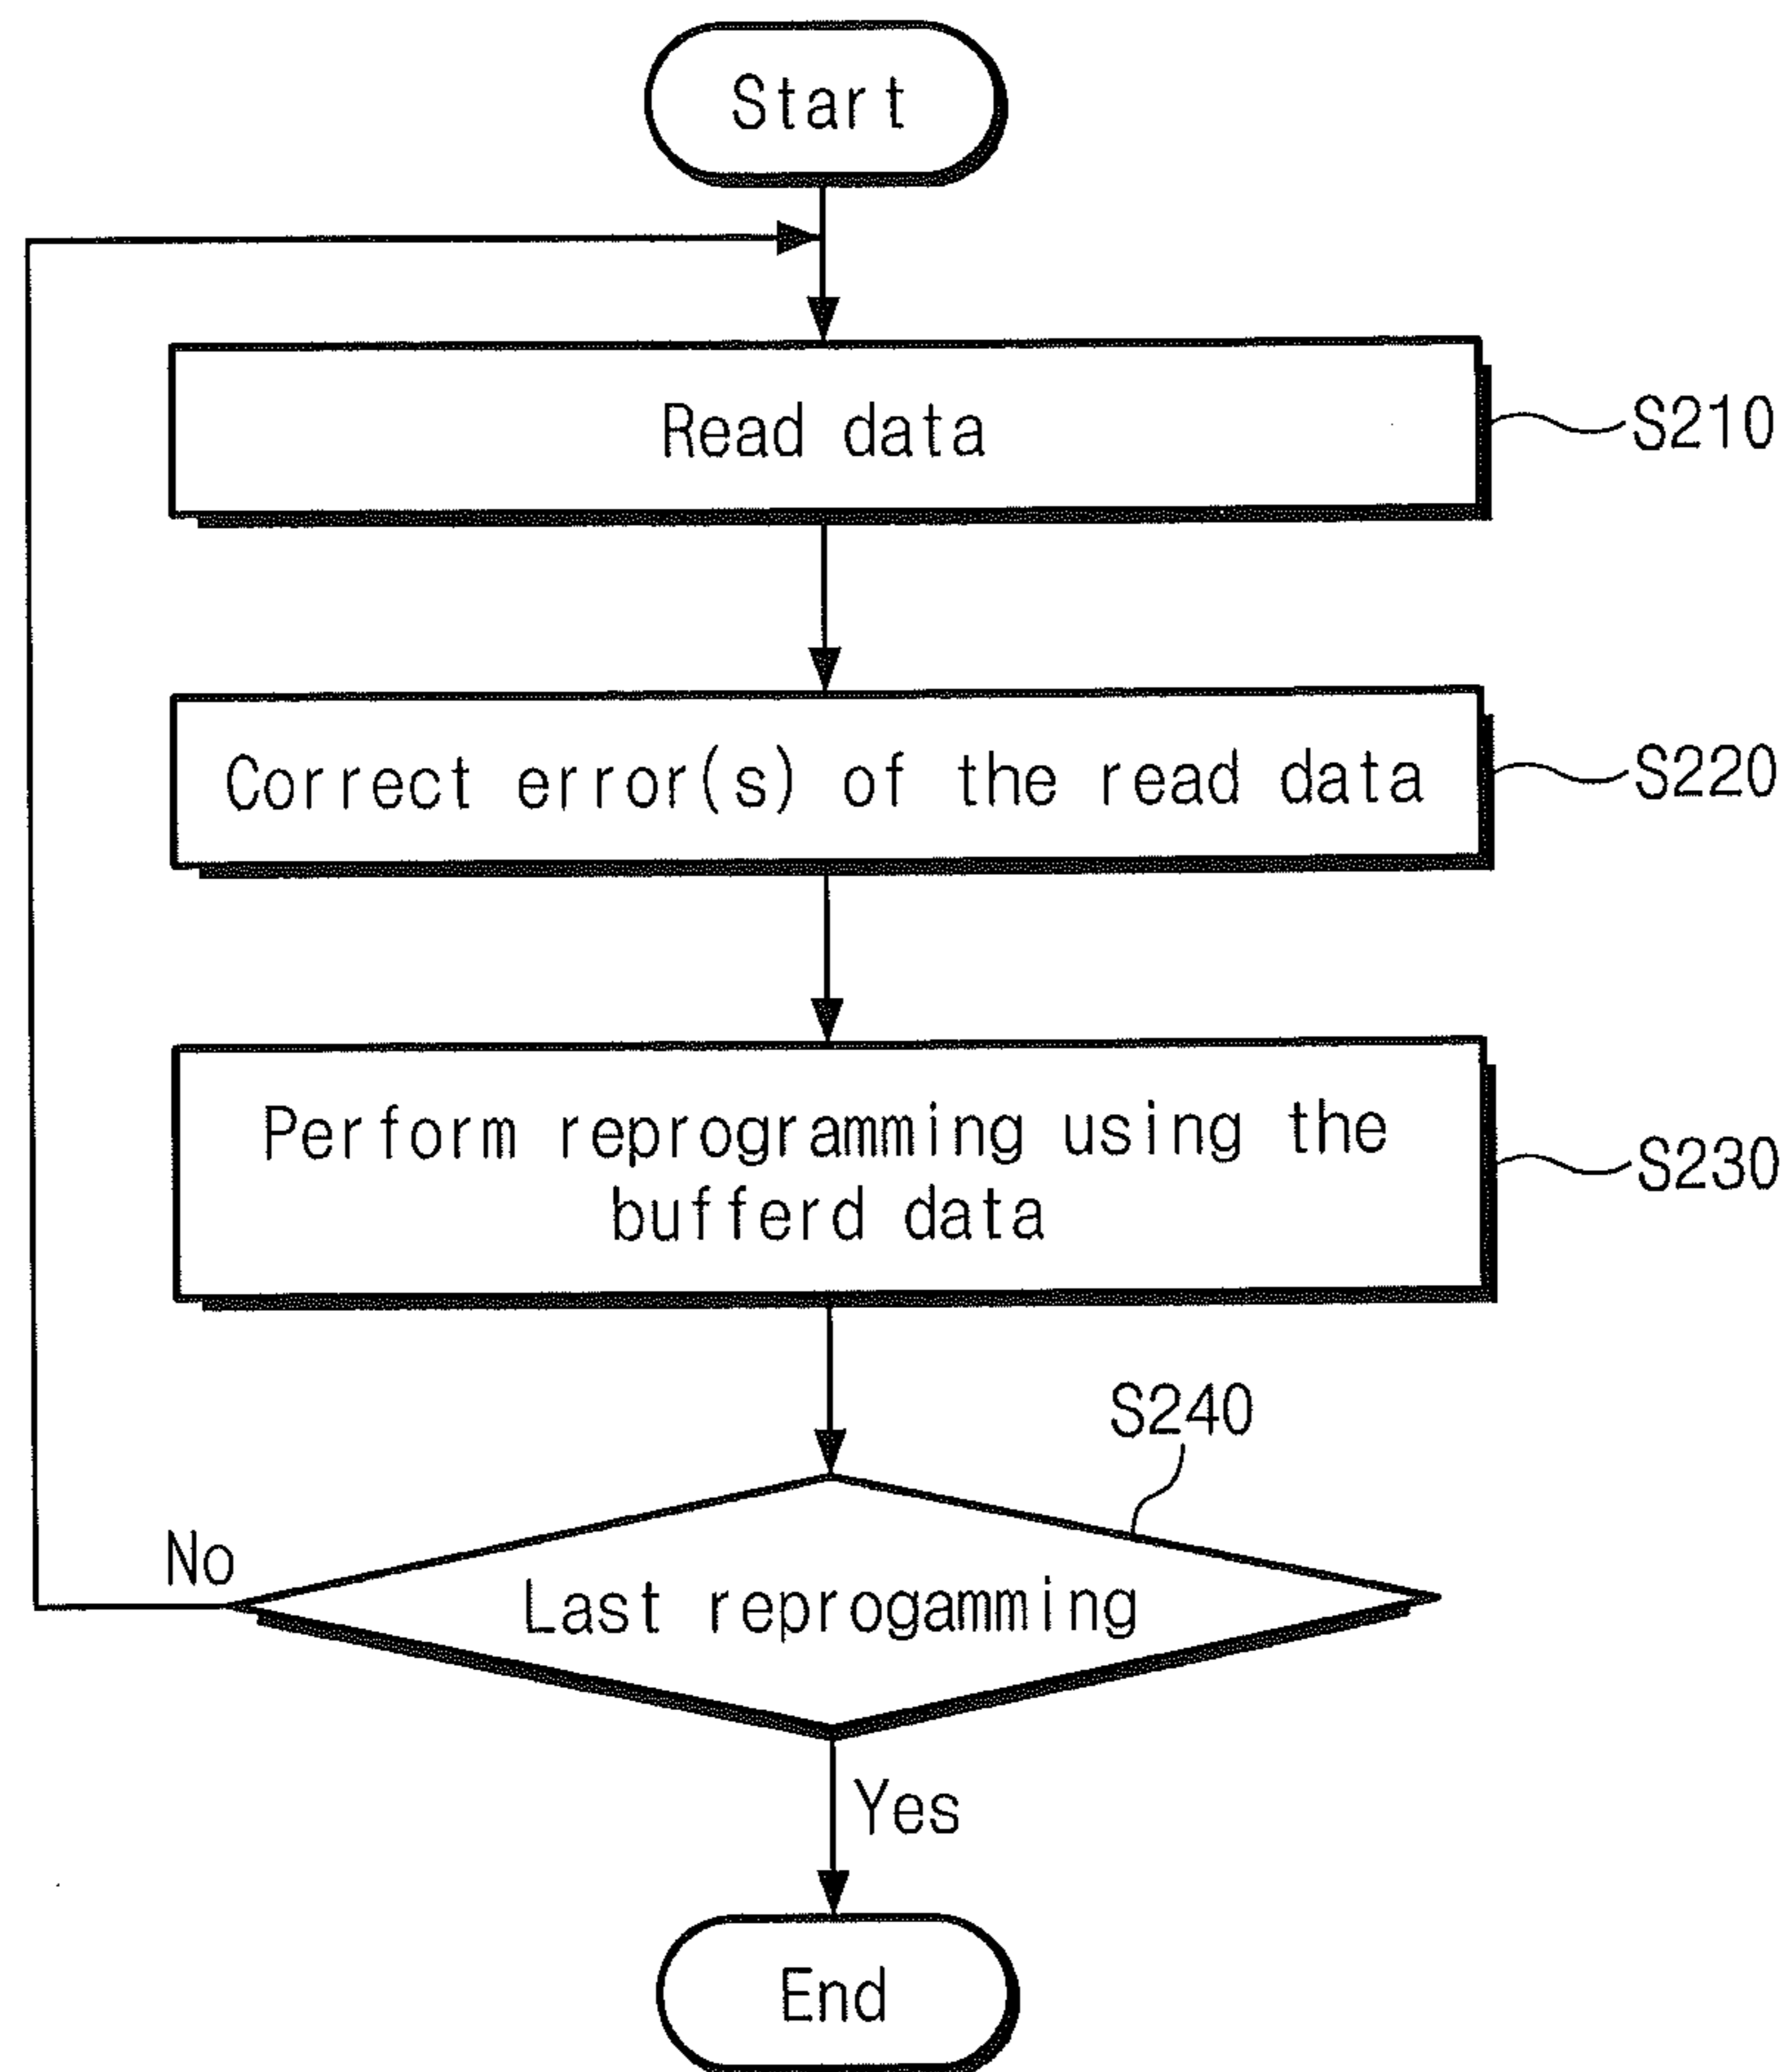 Start
Read data
S210
Correct error(s) of the read data
S220
Perform reprogramming using the
bufferd data
S230
S240
No
Last reprogamming
Yes
End